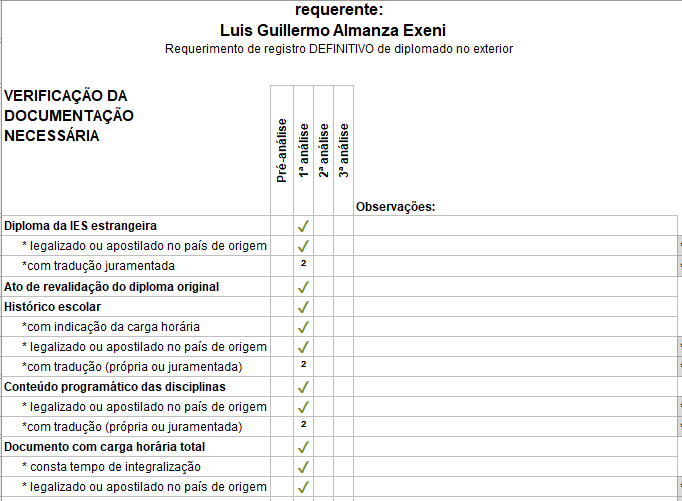 requerente:
Luis Guillermo Almanza Exeni
Requerimento de registro DEFINITIVO de diplomado no exterior
VERIFICAÇÃO DA
DOCUMENTAÇÃO
NECESSÁRIA
Pré-análise
1ª análise
2ª análise
3ª análise
Observações:
Diploma da IES estrangeira ✓
* legalizado ou apostilado no país de origem ✓
*com tradução juramentada 2
Ato de revalidação do diploma original ✓
Histórico escolar ✓
*com indicação da carga horária ✓
* legalizado ou apostilado no país de origem ✓
*com tradução (própria ou juramentada) 2
Conteúdo programático das disciplinas ✓
* legalizado ou apostilado no país de origem ✓
*com tradução (própria ou juramentada) 2
Documento com carga horária total ✓
* consta tempo de integralização ✓
* legalizado ou apostilado no país de origem ✓